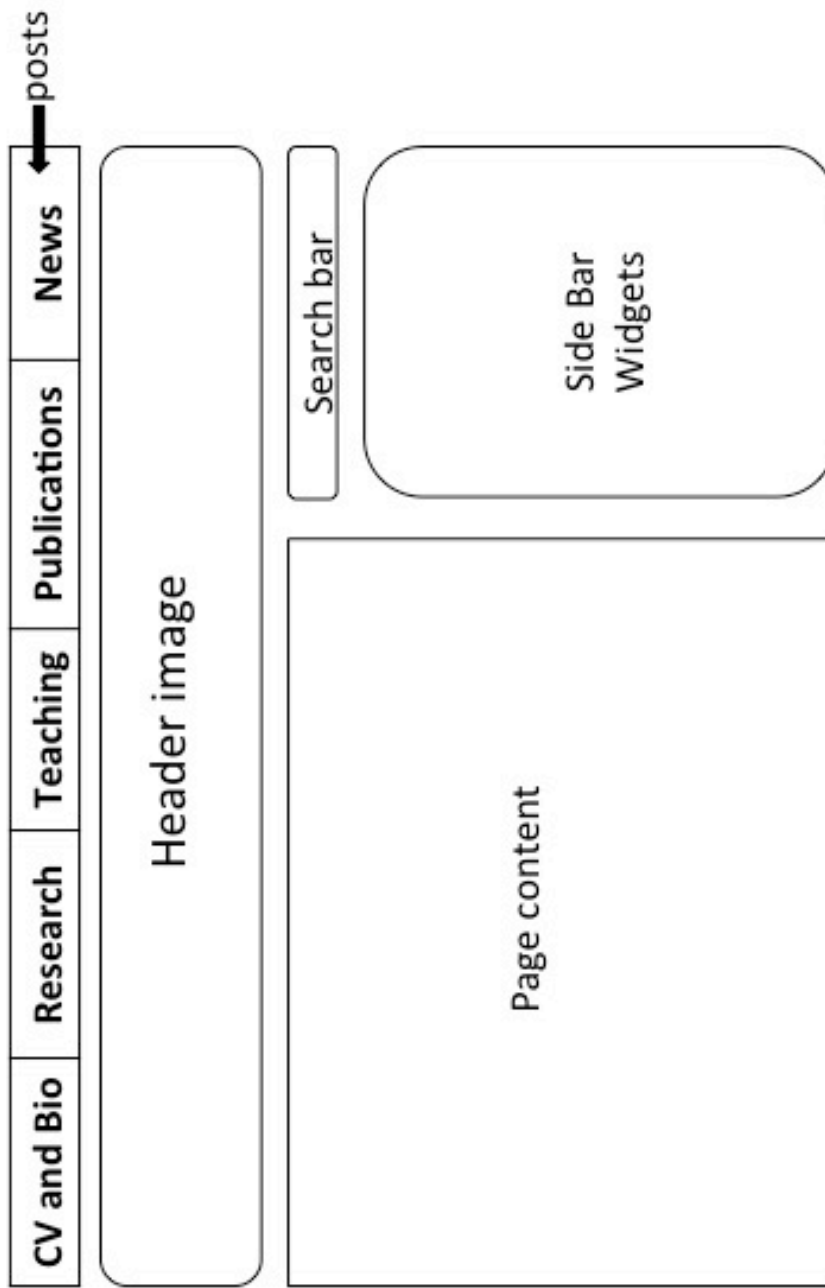 CV and Bio
Research
Teaching
Publications
News
posts
Header image
Search bar
Page content
Side Bar
Widgets